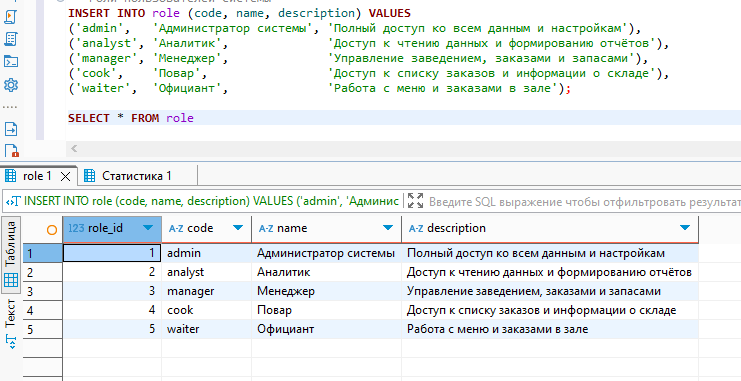 INSERT INTO role (code, name, description) VALUES
('admin', 'Администратор системы', 'Полный доступ ко всем данным и настройкам'),
('analyst', 'Аналитик', 'Доступ к чтению данных и формированию отчётов'),
('manager', 'Менеджер', 'Управление заведением, заказами и запасами'),
('cook', 'Повар', 'Доступ к списку заказов и информации о складе'),
('waiter', 'Официант', 'Работа с меню и заказами в зале');
SELECT * FROM role
role 1 Статистика 1
INSERT INTO role (code, name, description) VALUES ('admin', 'Админис Введите SQL выражение чтобы отфильтровать результат
Таблица
Текст
123 role_id A-Z code A-Z name A-Z description
1 1 admin Администратор системы Полный доступ ко всем данным и настройкам
2 2 analyst Аналитик Доступ к чтению данных и формированию отчётов
3 3 manager Менеджер Управление заведением, заказами и запасами
4 4 cook Повар Доступ к списку заказов и информации о складе
5 5 waiter Официант Работа с меню и заказами в зале